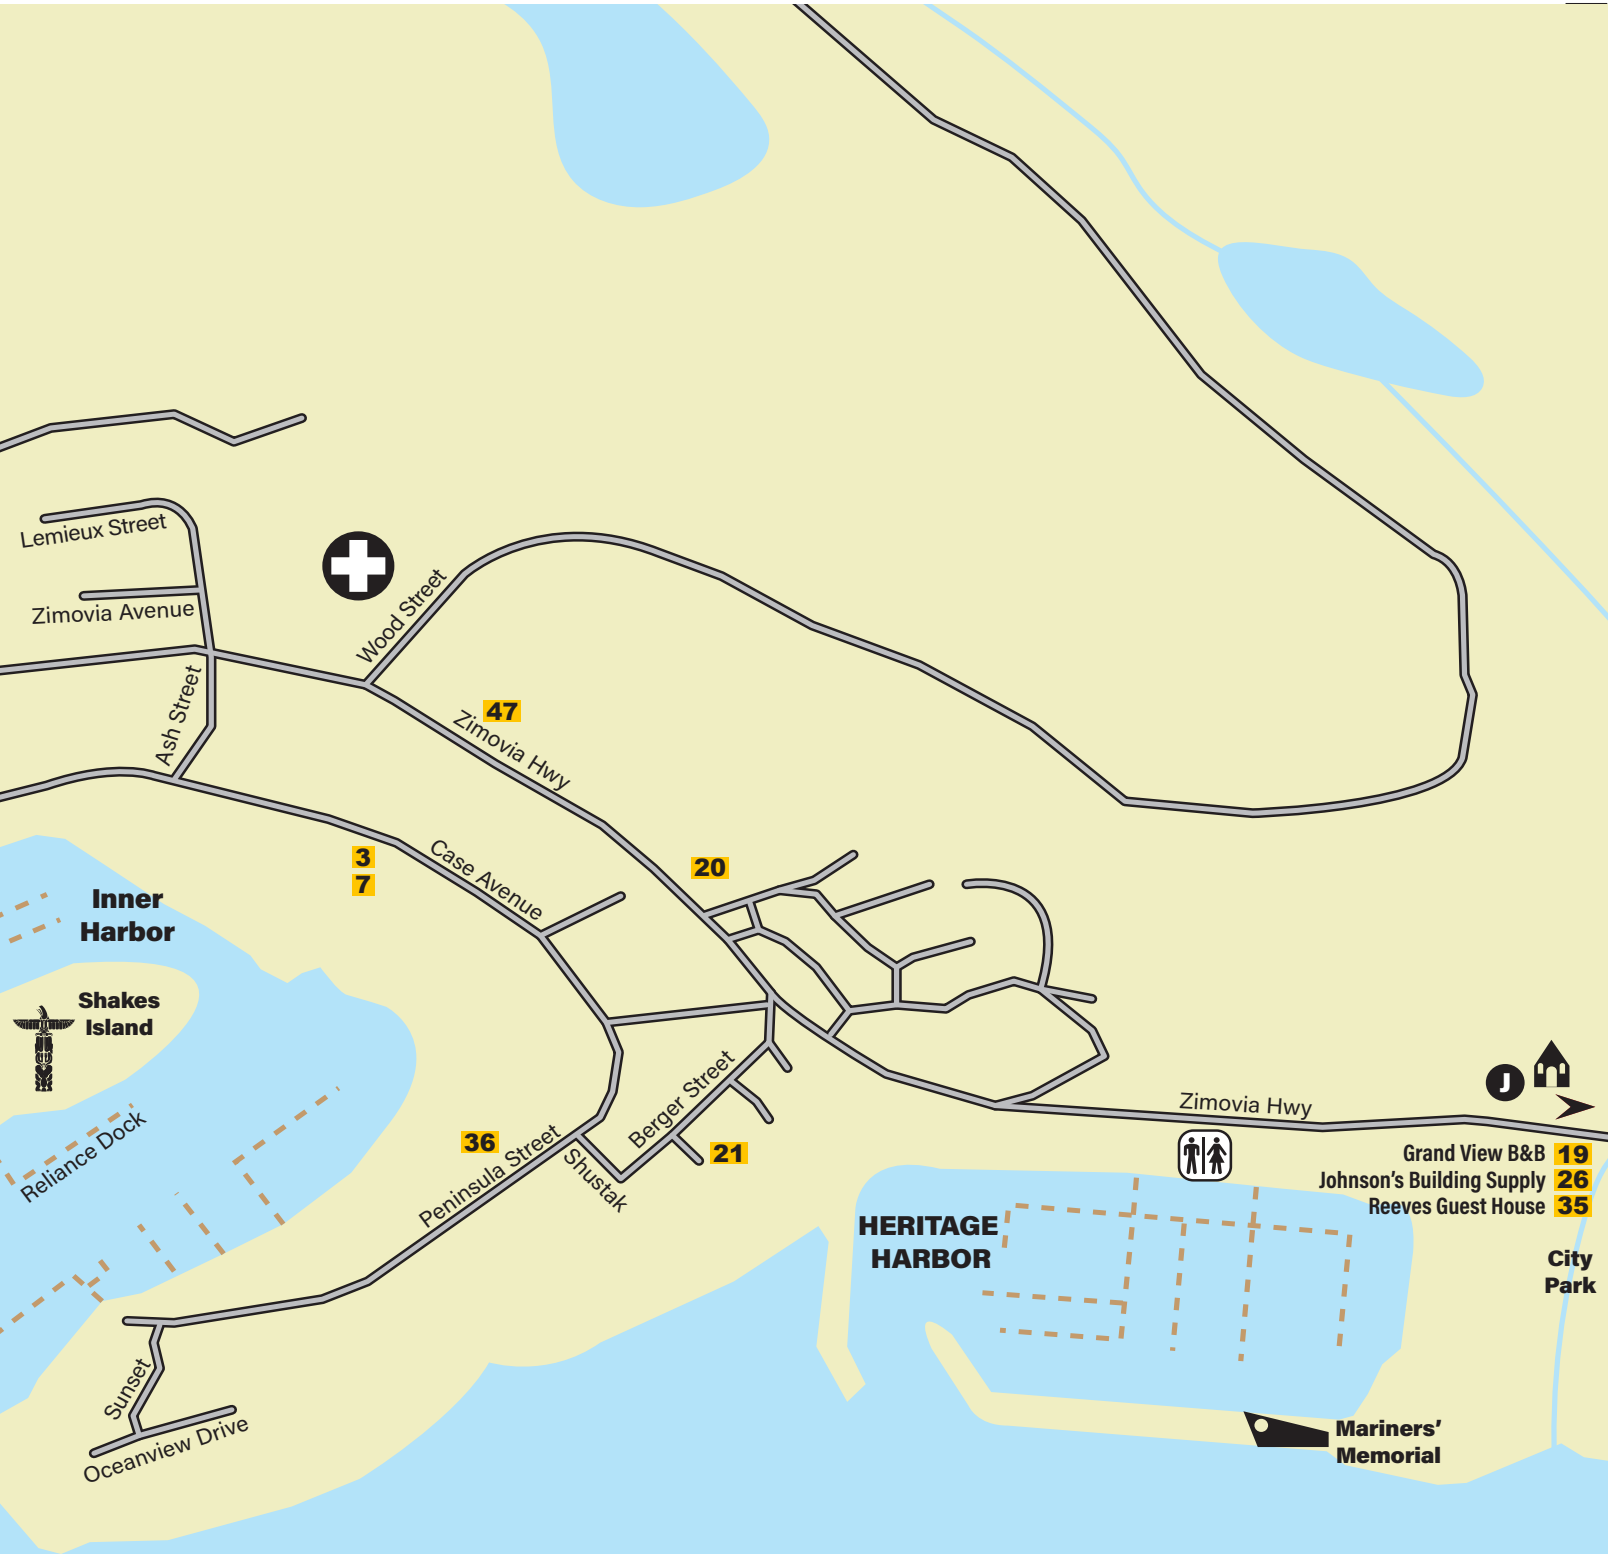 Lemieux Street
Zimovia Avenue
Wood Street
Ash Street
47
Zimovia Hwy
3
7
Case Avenue
20
Inner
Harbor
Shakes
Island
Reliance Dock
Berger Street
36
21
Peninsula Street
Shustak
J
Zimovia Hwy
Grand View B&B 19
Johnson's Building Supply 26
Reeves Guest House 35
HERITAGE
HARBOR
City
Park
Sunset
Oceanview Drive
Mariners'
Memorial